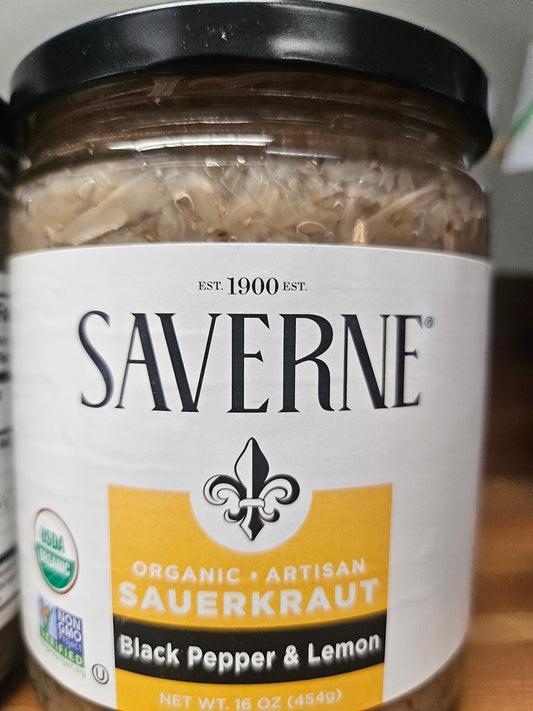 EST. 1900 EST.
SAVERNE®
ORGANIC • ARTISAN
SAUERKRAUT
Black Pepper & Lemon
NET WT. 16 OZ (454g)
USDA
ORGANIC
NON
GMO
Project
VERIFIED
U